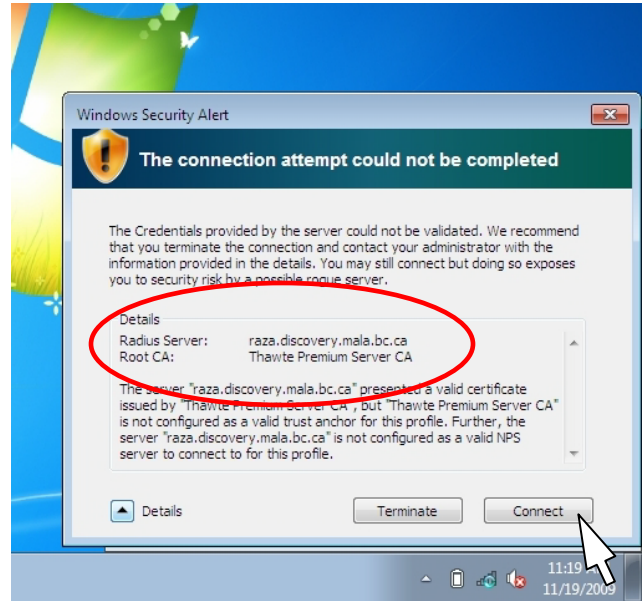 Windows Security Alert
The connection attempt could not be completed
The Credentials provided by the server could not be validated. We recommend
that you terminate the connection and contact your administrator with the
information provided in the details. You may still connect but doing so exposes
you to security risk by a possible rogue server.
Details
Radius Server: raza.discovery.mala.bc.ca
Root CA: Thawte Premium Server CA
The server "raza.discovery.mala.bc.ca" presented a valid certificate
issued by "Thawte Premium Server CA", but "Thawte Premium Server CA"
is not configured as a valid trust anchor for this profile. Further, the
server "raza.discovery.mala.bc.ca" is not configured as a valid NPS
server to connect to for this profile.
Details
Terminate
Connect
11:19
11/19/2009